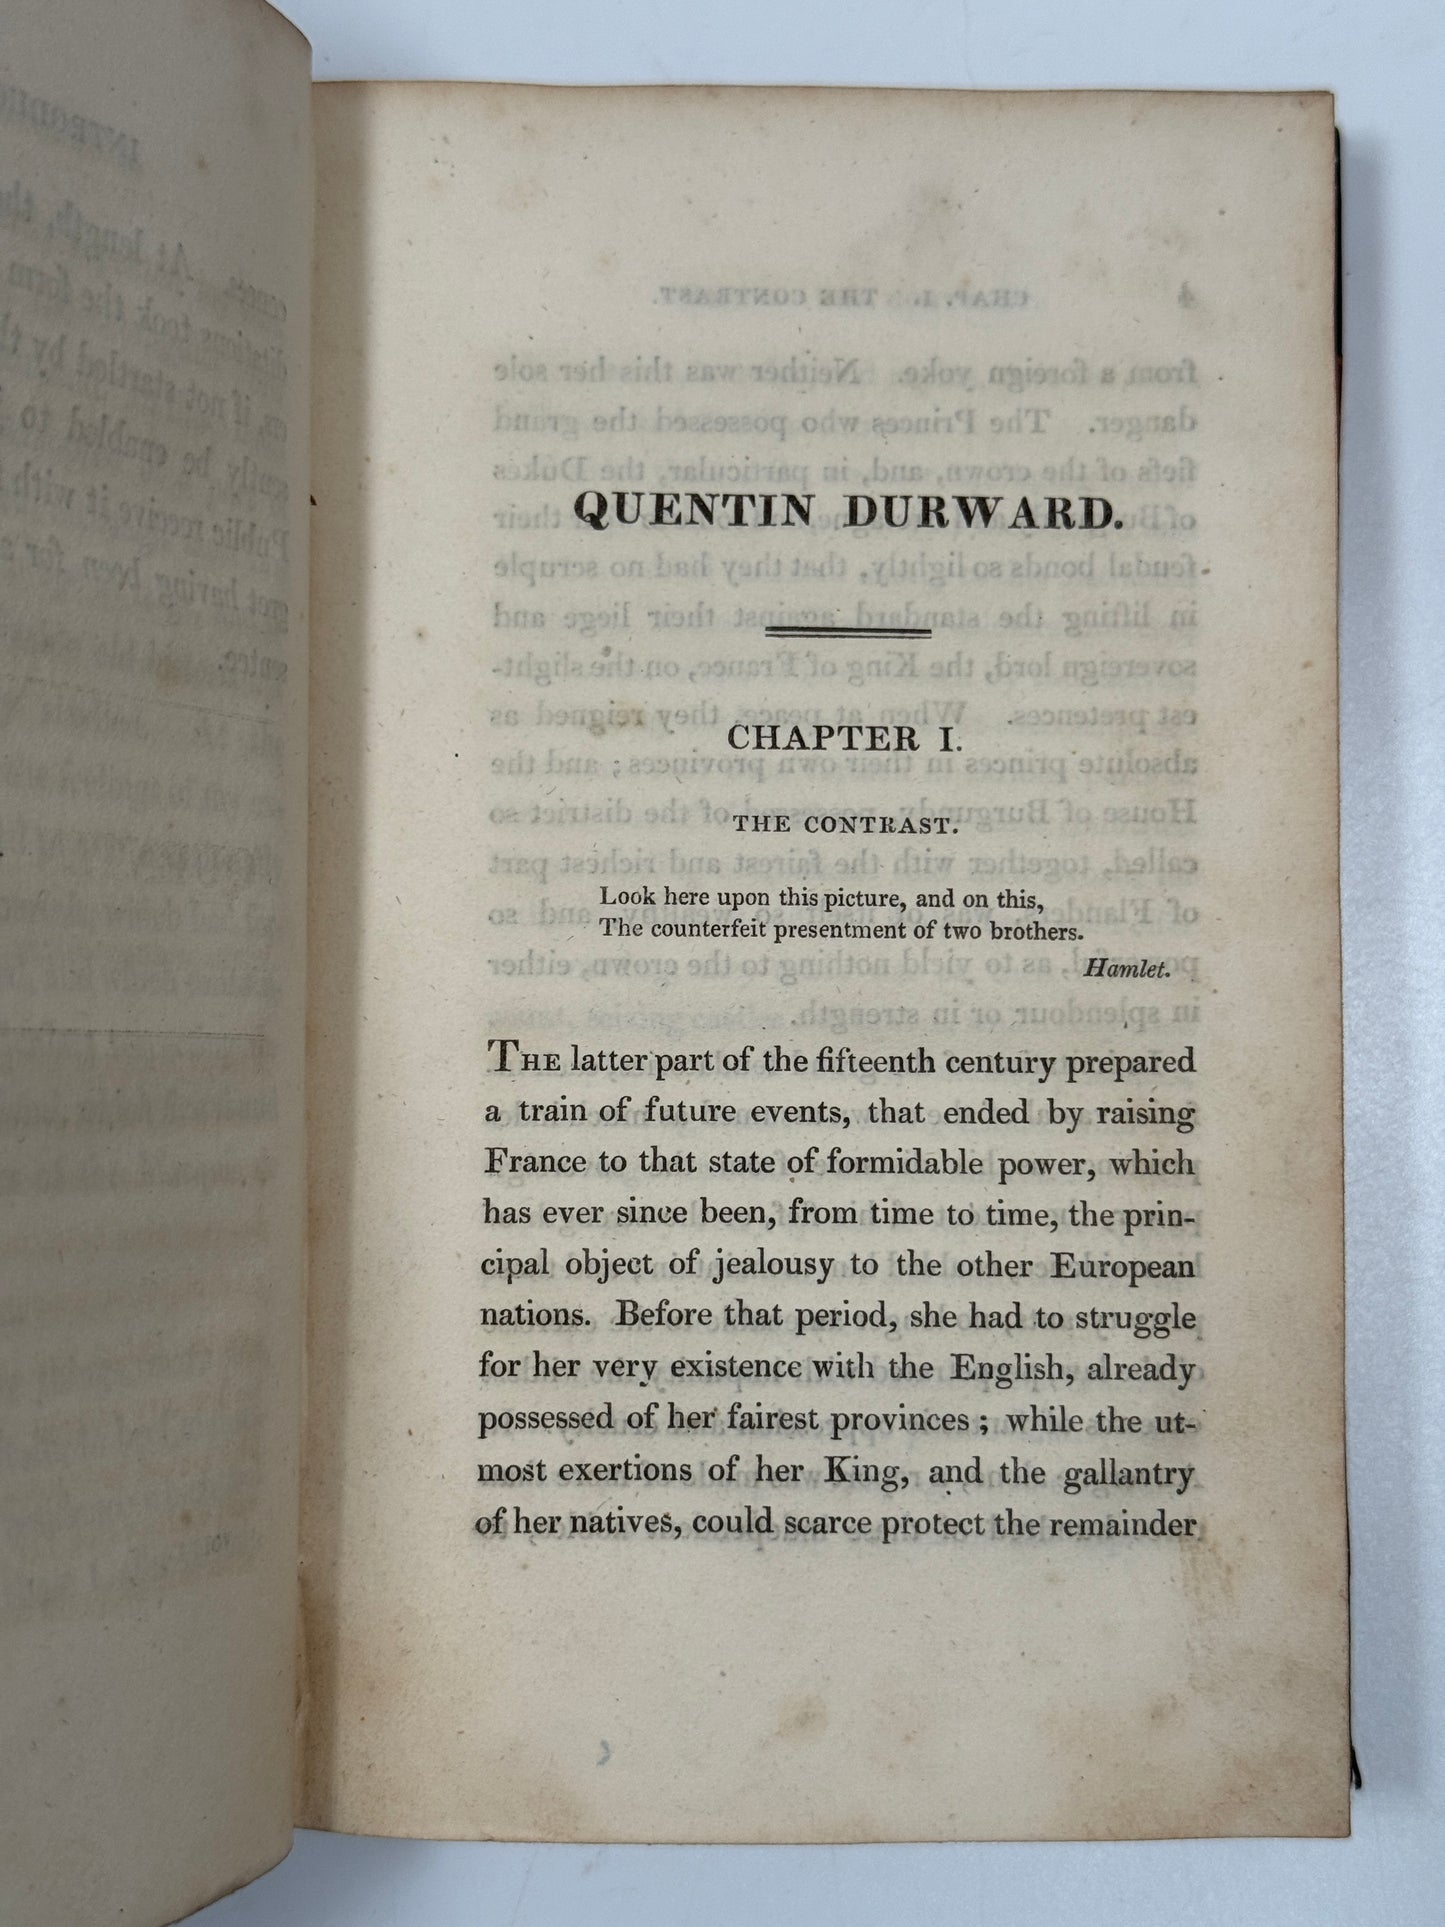 QUENTIN DURWARD.
CHAPTER I.
THE CONTRAST.
Look here upon this picture, and on this,
The counterfeit presentment of two brothers.
Hamlet.
THE latter part of the fifteenth century prepared
a train of future events, that ended by raising
France to that state of formidable power, which
has ever since been, from time to time, the prin-
cipal object of jealousy to the other European
nations. Before that period, she had to struggle
for her very existence with the English, already
possessed of her fairest provinces ; while the ut-
most exertions of her King, and the gallantry
of her natives, could scarce protect the remainder